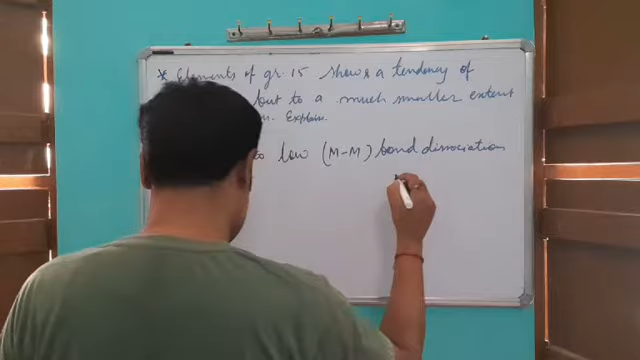 * Elements of gr. 15 shows a tendency of
but to a much smaller extent
Explain.
to low (M-M) bond dissociation